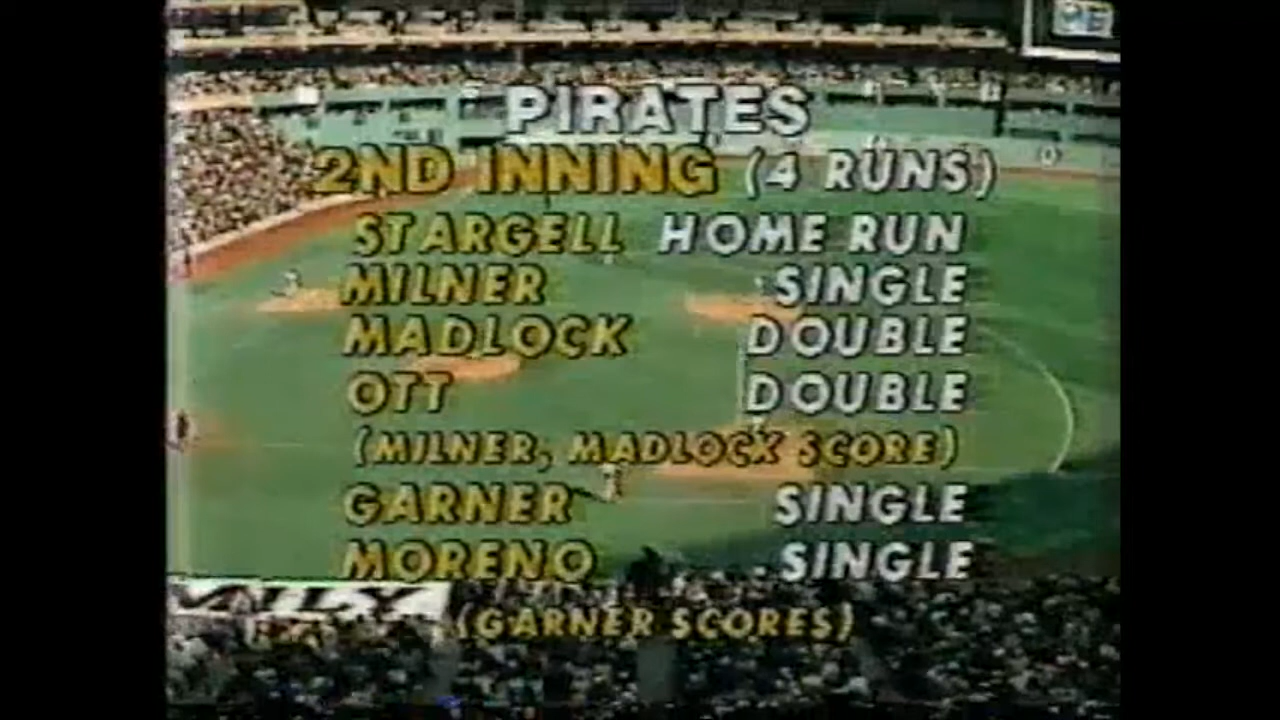 PIRATES
2ND INNING (4 RUNS)
STARGELL HOME RUN
MILNER SINGLE
MADLOCK DOUBLE
OTT DOUBLE
(MILNER, MADLOCK SCORE)
GARNER SINGLE
MORENO SINGLE
(GARNER SCORES)